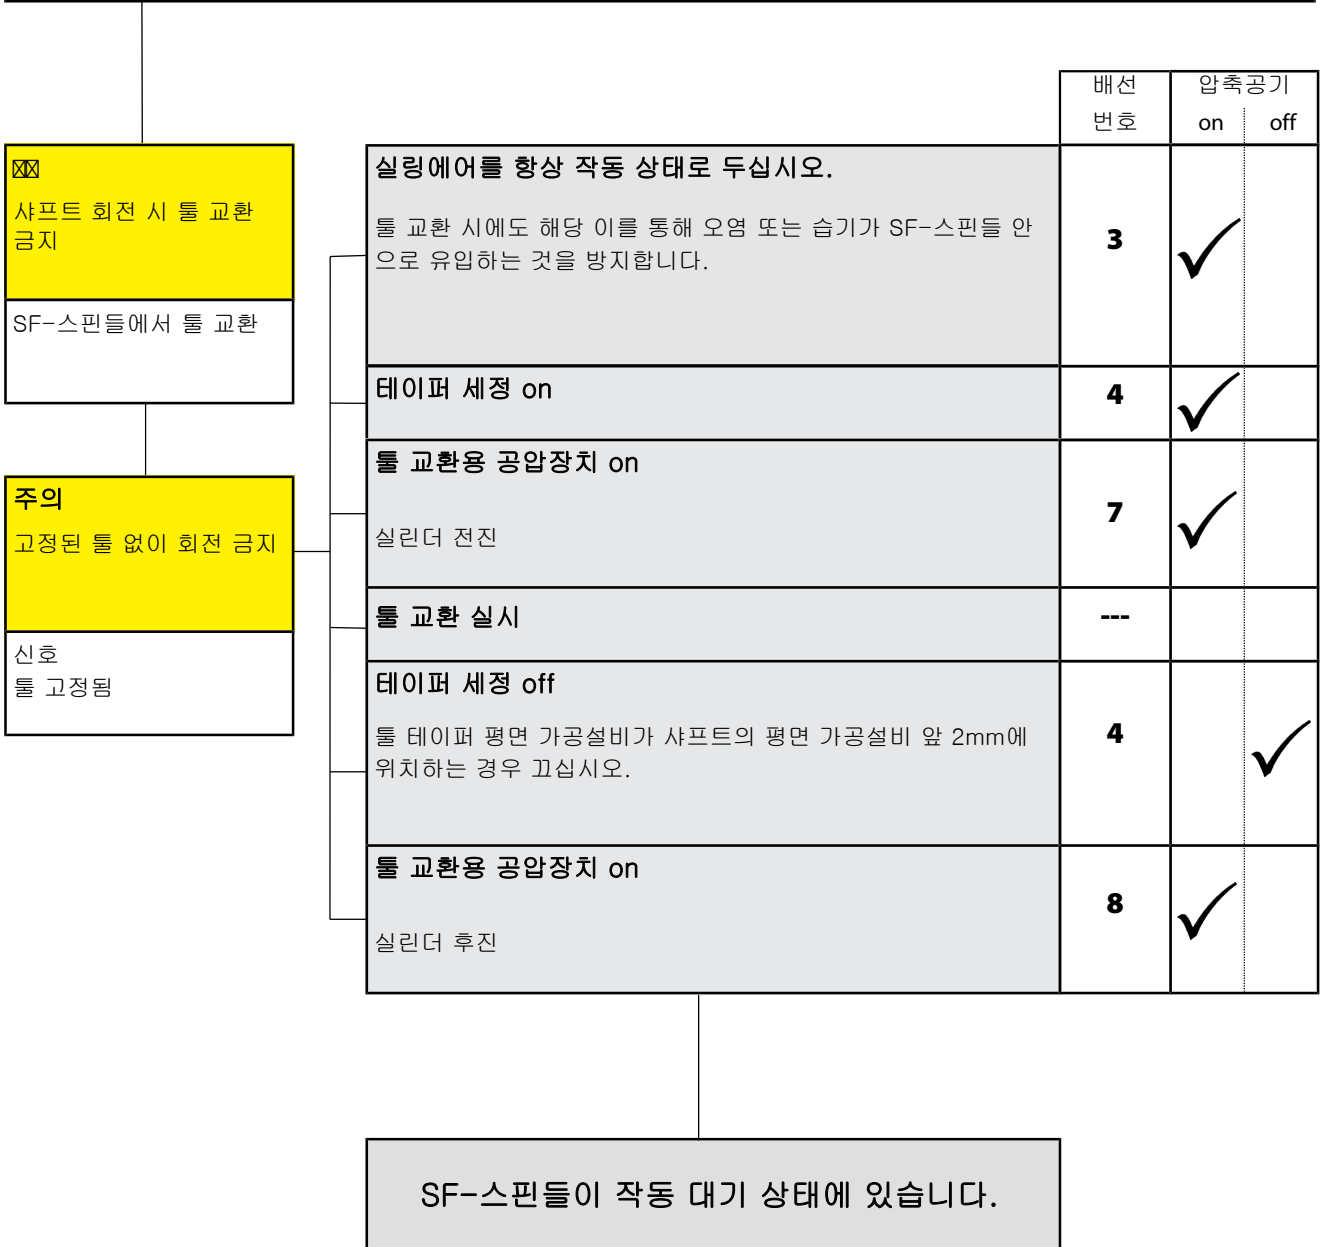 배선 압축공기
번호 on off
샤프트 회전 시 툴 교환
금지
SF-스핀들에서 툴 교환
주의
고정된 툴 없이 회전 금지
신호
툴 고정됨
실링에어를 항상 작동 상태로 두십시오.
툴 교환 시에도 해당 이를 통해 오염 또는 습기가 SF-스핀들 안
으로 유입하는 것을 방지합니다.
3
테이퍼 세정 on
4
툴 교환용 공압장치 on
7
실린더 전진
툴 교환 실시
---
테이퍼 세정 off
툴 테이퍼 평면 가공설비가 샤프트의 평면 가공설비 앞 2mm에
위치하는 경우 끄십시오.
4
툴 교환용 공압장치 on
8
실린더 후진
SF-스핀들이 작동 대기 상태에 있습니다.